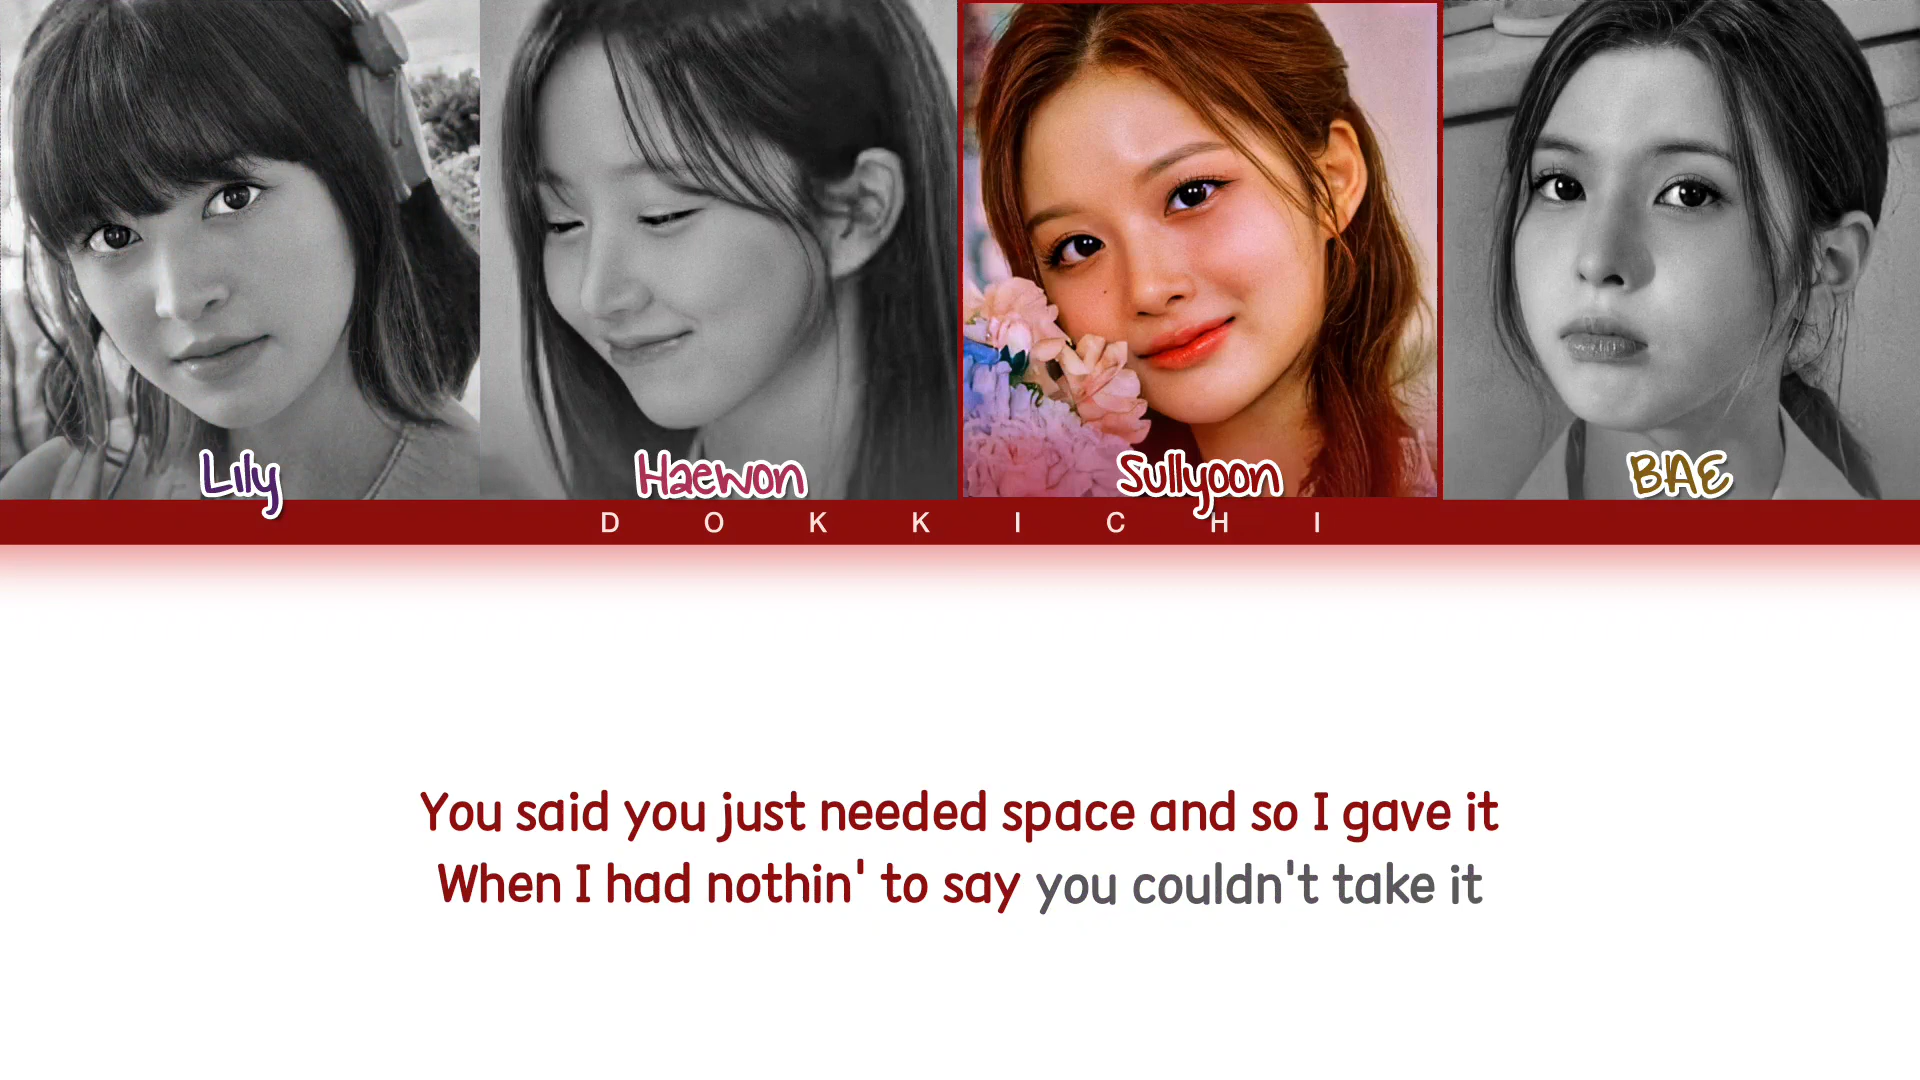 Lily Haewon Sullyoon BAE
DOKKICHI
You said you just needed space and so I gave it
When I had nothin' to say you couldn't take it